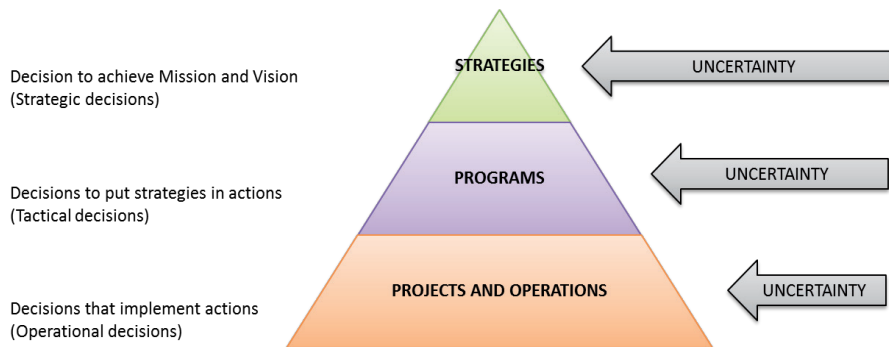 STRATEGIES
UNCERTAINTY
Decision to achieve Mission and Vision
(Strategic decisions)
PROGRAMS
UNCERTAINTY
Decisions to put strategies in actions
(Tactical decisions)
PROJECTS AND OPERATIONS
UNCERTAINTY
Decisions that implement actions
(Operational decisions)